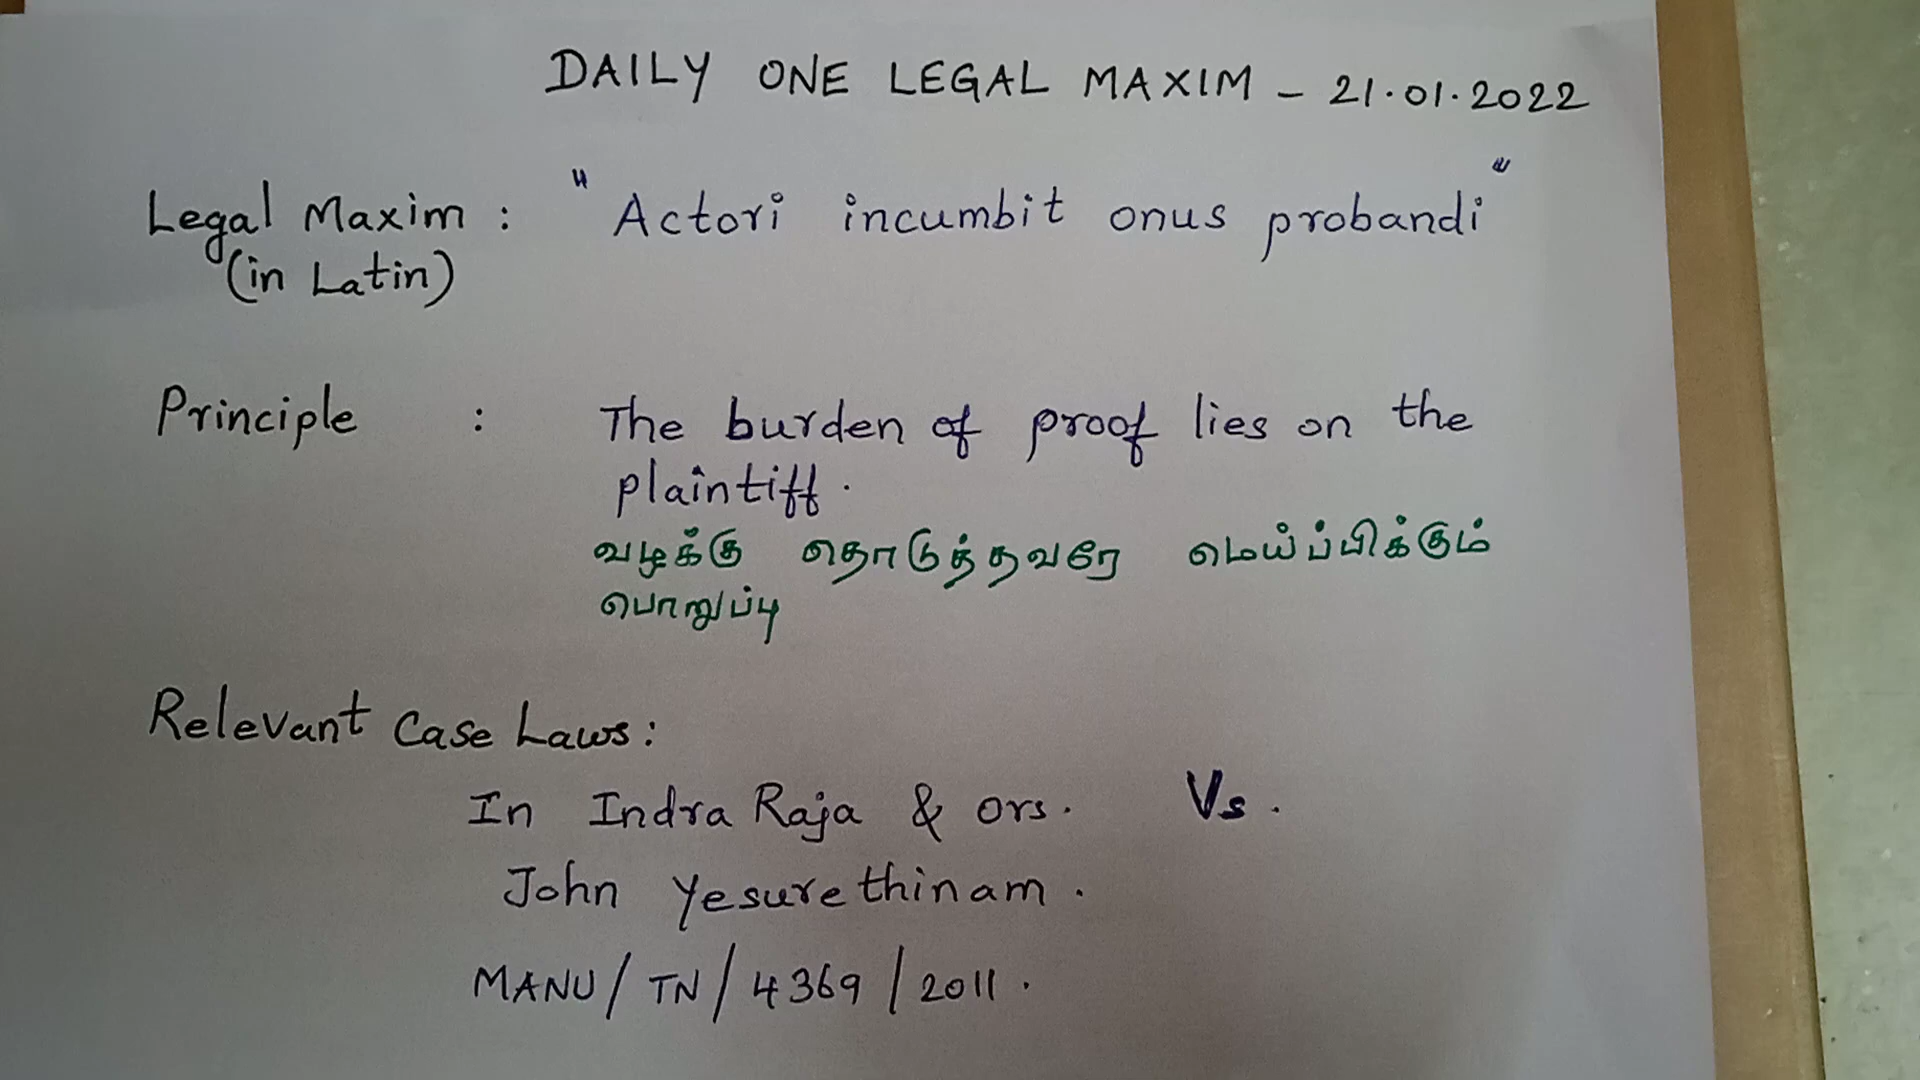 DAILY ONE LEGAL MAXIM - 21.01.2022
Legal Maxim : "Actori incumbit onus probandi"
(in Latin)
Principle : The burden of proof lies on the
plaintiff.
வழக்கு தொடுத்தவரே மெய்ப்பிக்கும்
பொறுப்பு
Relevant Case Laws:
In Indra Raja & ors. Vs.
John Yesurethinam.
MANU/TN/4369/2011.